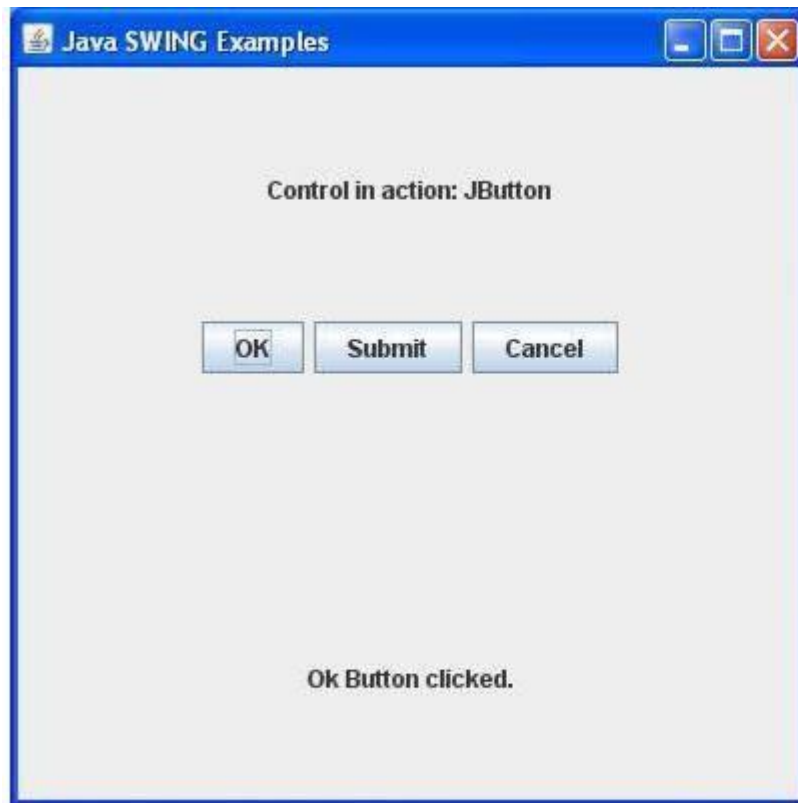 Java SWING Examples
Control in action: JButton
OK Submit Cancel
Ok Button clicked.